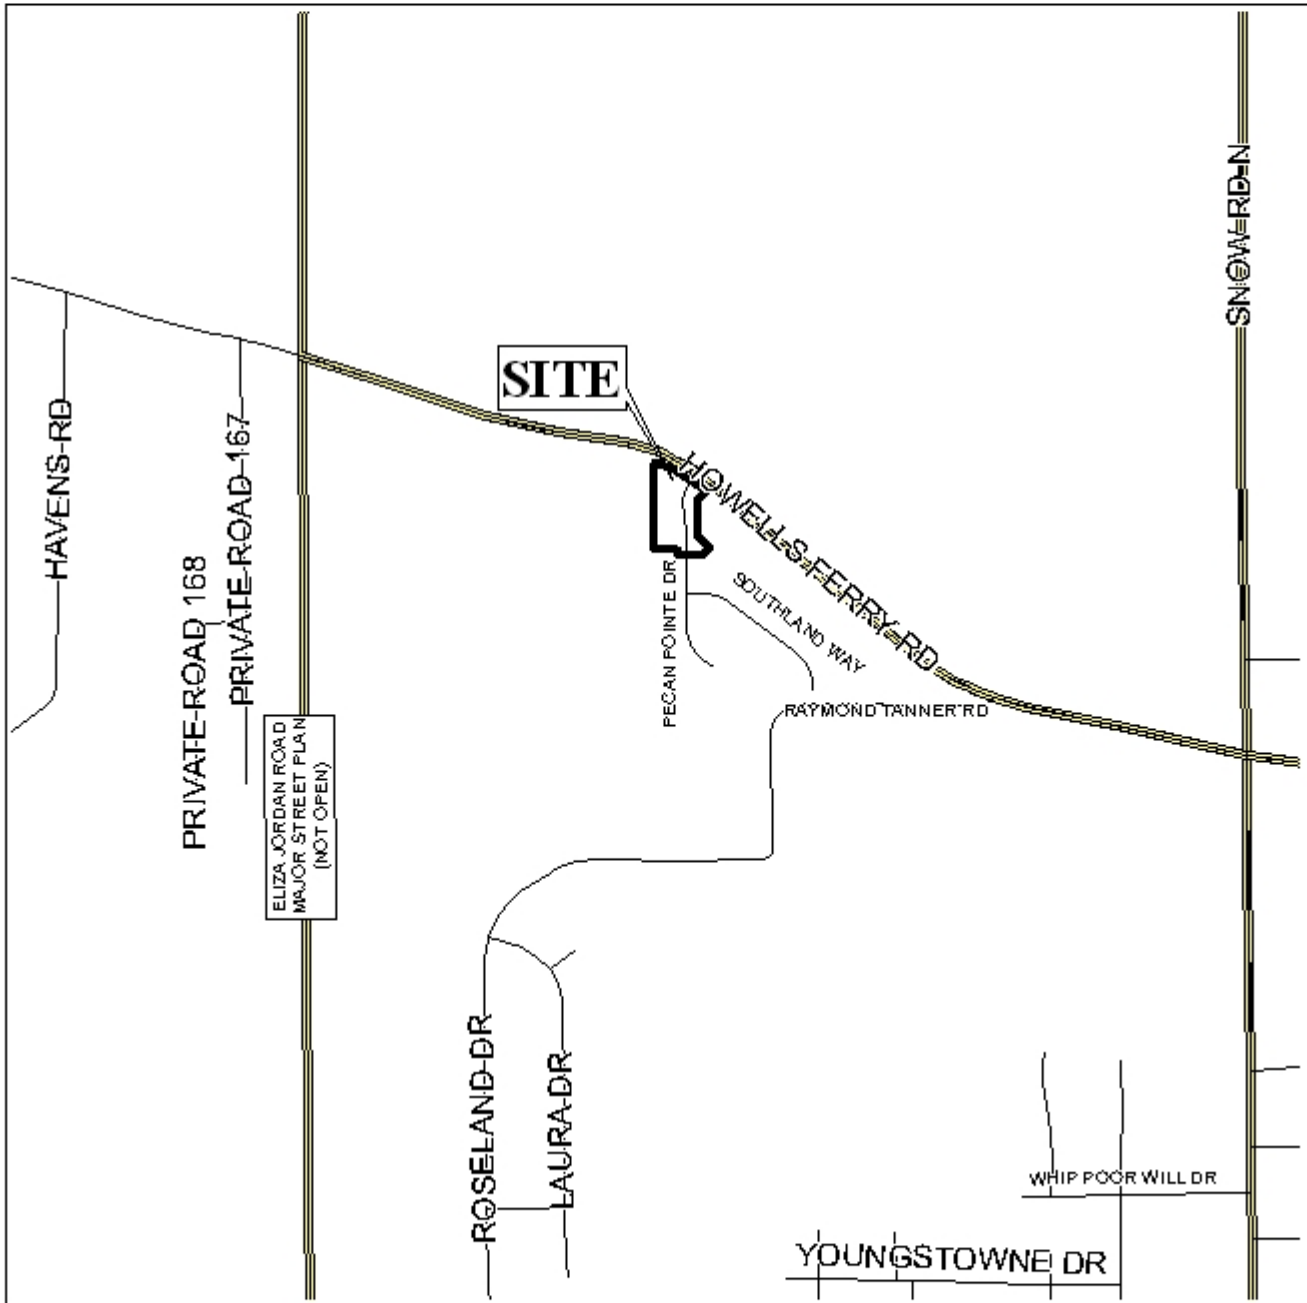 SNOW RD N
SITE
HAVENS RD
PRIVATE ROAD 167
PRIVATE ROAD 168
HOWELLS FERRY RD
PECAN POINTE DR
SOUTHLAND WAY
RAYMOND TANNER RD
ELIZA JORDAN ROAD
MAJOR STREET PLAN
(NOT OPEN)
ROSELAND DR
LAURA DR
WHIP POOR WILL DR
YOUNGSTOWNE DR